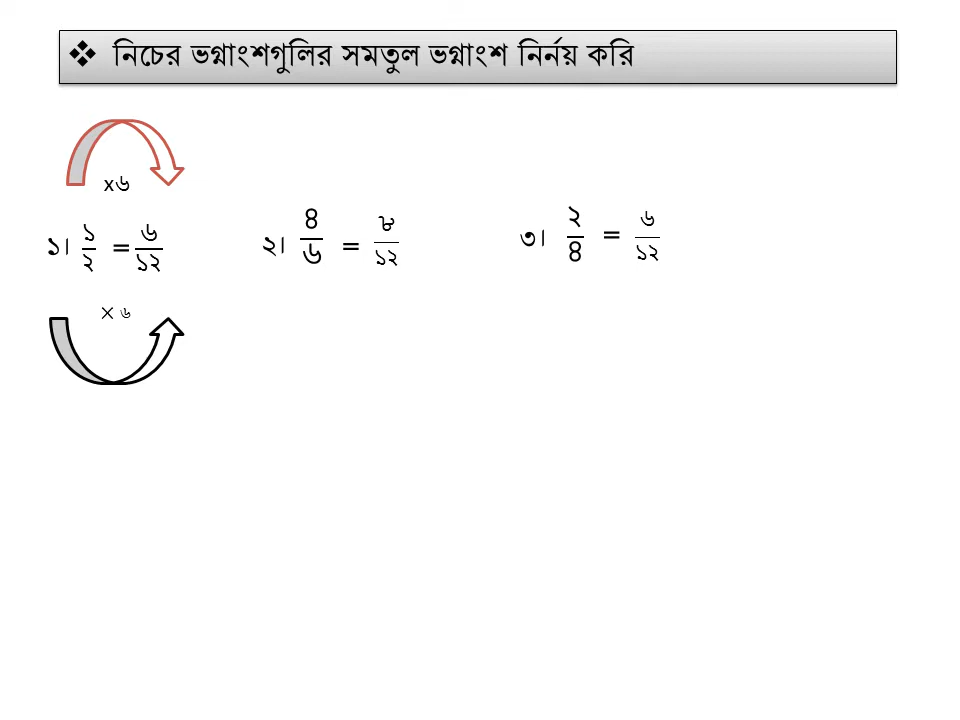 ❖ নিচের ভগ্নাংশগুলির সমতুল ভগ্নাংশ নির্নয় করি
x৬
১। ১/২ = ৬/১২ ২। ৪/৬ = ৮/১২ ৩। ২/৪ = ৬/১২
× ৬